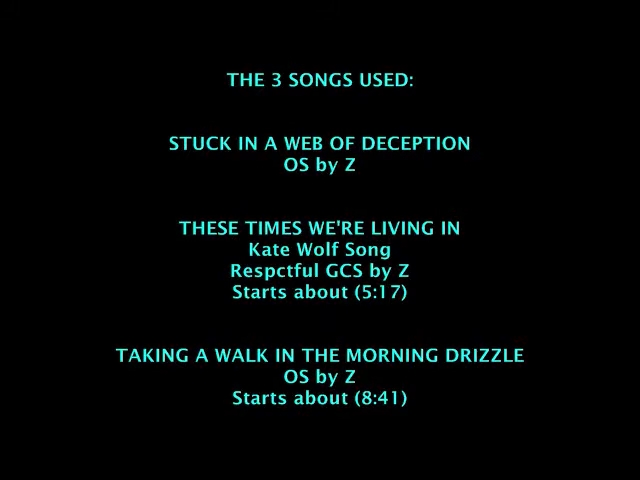 THE 3 SONGS USED:
STUCK IN A WEB OF DECEPTION
OS by Z
THESE TIMES WE'RE LIVING IN
Kate Wolf Song
Respctful GCS by Z
Starts about (5:17)
TAKING A WALK IN THE MORNING DRIZZLE
OS by Z
Starts about (8:41)